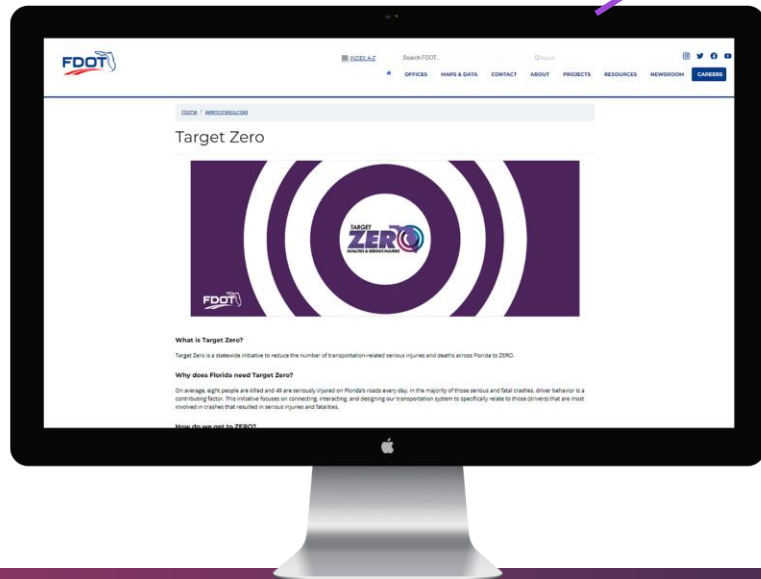 FDOT
INDEX A-Z
Search FDOT...
OFFICES MAPS & DATA CONTACT ABOUT PROJECTS RESOURCES NEWSROOM CAREERS
Home / agencyresources
Target Zero
TARGET
ZERO
FATALITIES & SERIOUS INJURIES
FDOT
What is Target Zero?
Target Zero is a statewide initiative to reduce the number of transportation-related serious injuries and deaths across Florida to ZERO.
Why does Florida need Target Zero?
On average, eight people are killed and 49 are seriously injured on Florida's roads every day. In the majority of those serious and fatal crashes, driver behavior is a
contributing factor. This initiative focuses on connecting, interacting, and designing our transportation system to specifically relate to those (drivers) that are most
involved in crashes that resulted in serious injuries and fatalities.
How do we get to ZERO?